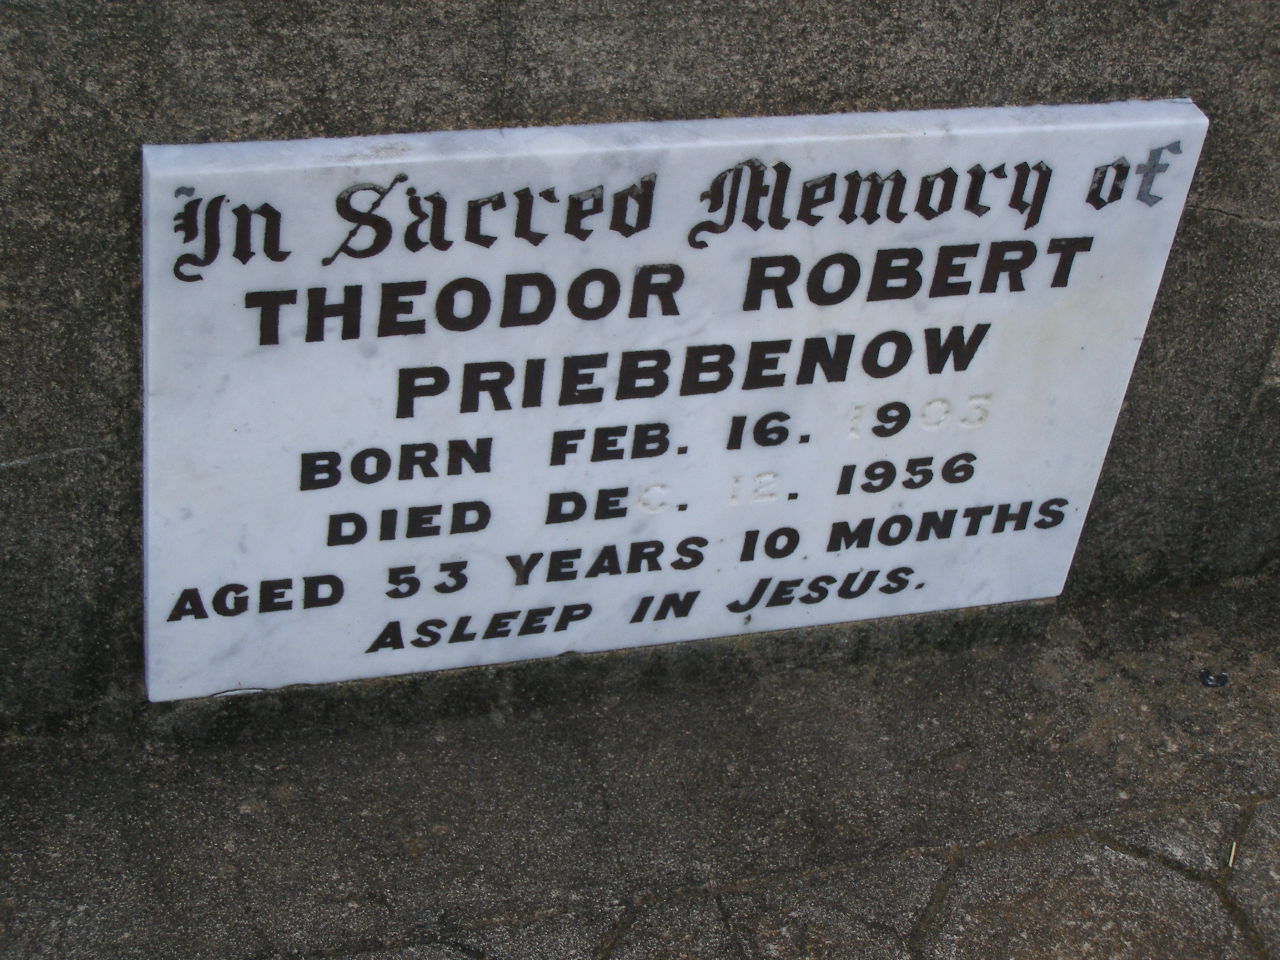 In Sacred Memory of
THEODOR ROBERT
PRIEBBENOW
BORN FEB. 16. 1903
DIED DEC. 12. 1956
AGED 53 YEARS 10 MONTHS
ASLEEP IN JESUS.